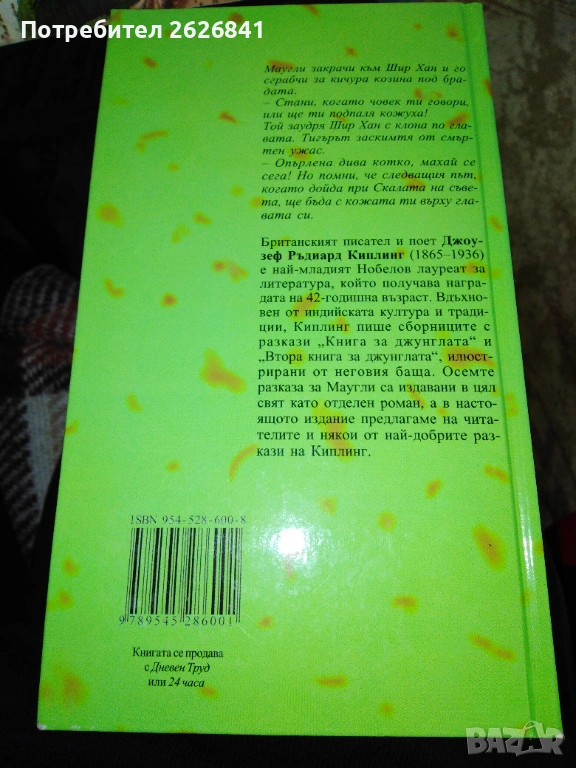 Потребител 2626841
Маугли закрачи към Шир Хан и го
сграбчи за кичура козина под бра-
дата.
– Стани, когато човек ти говори,
или ще ти подпаля кожуха!
Той заудря Шир Хан с клона по гла-
вата. Тигърът заскимтя от смър-
тен ужас.
– Опърлена дива котко, махай се
сега! Но помни, че следващия път,
когато дойда при Скалата на съве-
та, ще бъда с кожата ти върху гла-
вата си.
Британският писател и поет Джоу-
зеф Ръдиард Киплинг (1865–1936)
е най-младият Нобелов лауреат за
литература, който получава награ-
дата на 42-годишна възраст. Вдъхно-
вен от индийската култура и тради-
ции, Киплинг пише сборниците с
разкази „Книга за джунглата“ и
„Втора книга за джунглата“, илюст-
рирани от неговия баща. Осемте
разказа за Маугли са издавани в цял
свят като отделен роман, а в насто-
ящото издание предлагаме на чита-
телите и някои от най-добрите раз-
кази на Киплинг.
ISBN 954-528-600-8
9789545286001
Книгата се продава
с Дневен Труд
или 24 часа
BAZAR